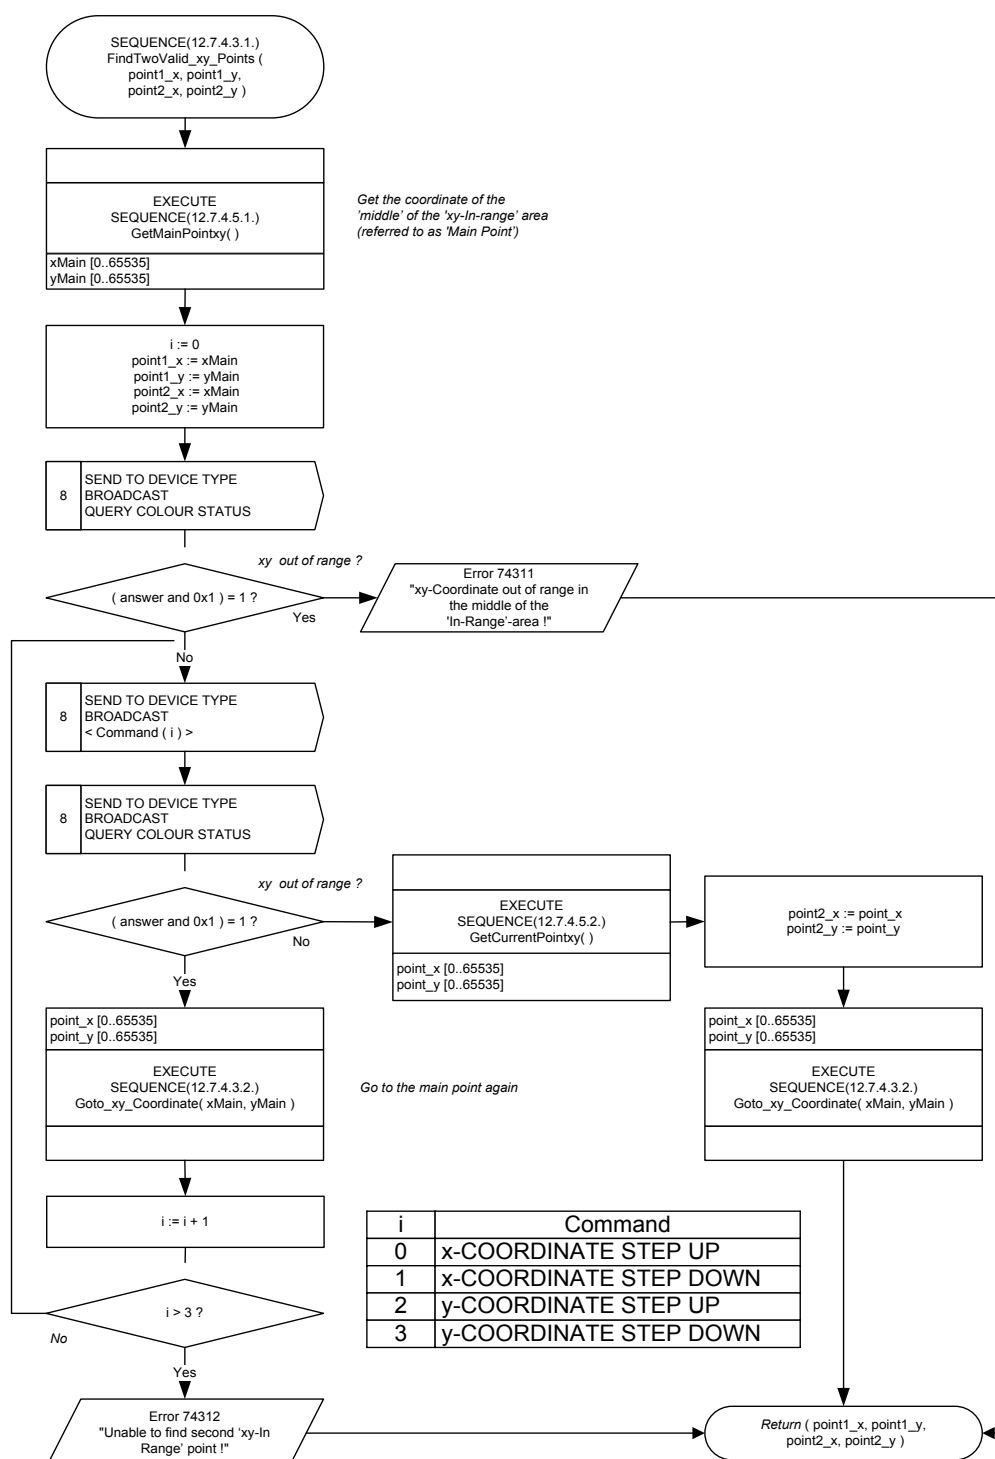 SEQUENCE(12.7.4.3.1.)
FindTwoValid_xy_Points (
point1_x, point1_y,
point2_x, point2_y )
EXECUTE
SEQUENCE(12.7.4.5.1.)
GetMainPointxy( )
xMain [0..65535]
yMain [0..65535]
Get the coordinate of the
'middle' of the 'xy-In-range' area
(referred to as 'Main Point')
i := 0
point1_x := xMain
point1_y := yMain
point2_x := xMain
point2_y := yMain
8
SEND TO DEVICE TYPE
BROADCAST
QUERY COLOUR STATUS
xy out of range ?
( answer and 0x1 ) = 1 ?
Yes
Error 74311
"xy-Coordinate out of range in
the middle of the
'In-Range'-area !"
No
8
SEND TO DEVICE TYPE
BROADCAST
< Command ( i ) >
8
SEND TO DEVICE TYPE
BROADCAST
QUERY COLOUR STATUS
xy out of range ?
( answer and 0x1 ) = 1 ?
No
EXECUTE
SEQUENCE(12.7.4.5.2.)
GetCurrentPointxy( )
point_x [0..65535]
point_y [0..65535]
point2_x := point_x
point2_y := point_y
Yes
point_x [0..65535]
point_y [0..65535]
EXECUTE
SEQUENCE(12.7.4.3.2.)
Goto_xy_Coordinate( xMain, yMain )
Go to the main point again
point_x [0..65535]
point_y [0..65535]
EXECUTE
SEQUENCE(12.7.4.3.2.)
Goto_xy_Coordinate( xMain, yMain )
i := i + 1
i Command
0 x-COORDINATE STEP UP
1 x-COORDINATE STEP DOWN
2 y-COORDINATE STEP UP
3 y-COORDINATE STEP DOWN
i > 3 ?
No
Yes
Error 74312
"Unable to find second 'xy-In
Range' point !"
Return ( point1_x, point1_y,
point2_x, point2_y )